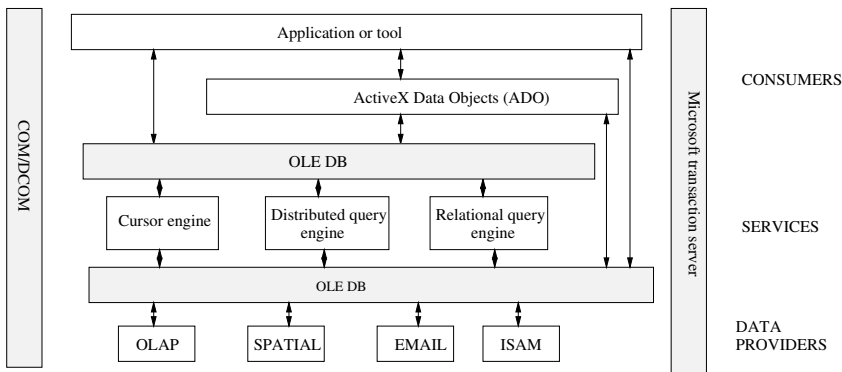 Application or tool
ActiveX Data Objects (ADO)
CONSUMERS
COM/DCOM
Microsoft transaction server
OLE DB
Cursor engine
Distributed query
engine
Relational query
engine
SERVICES
OLE DB
OLAP
SPATIAL
EMAIL
ISAM
DATA
PROVIDERS